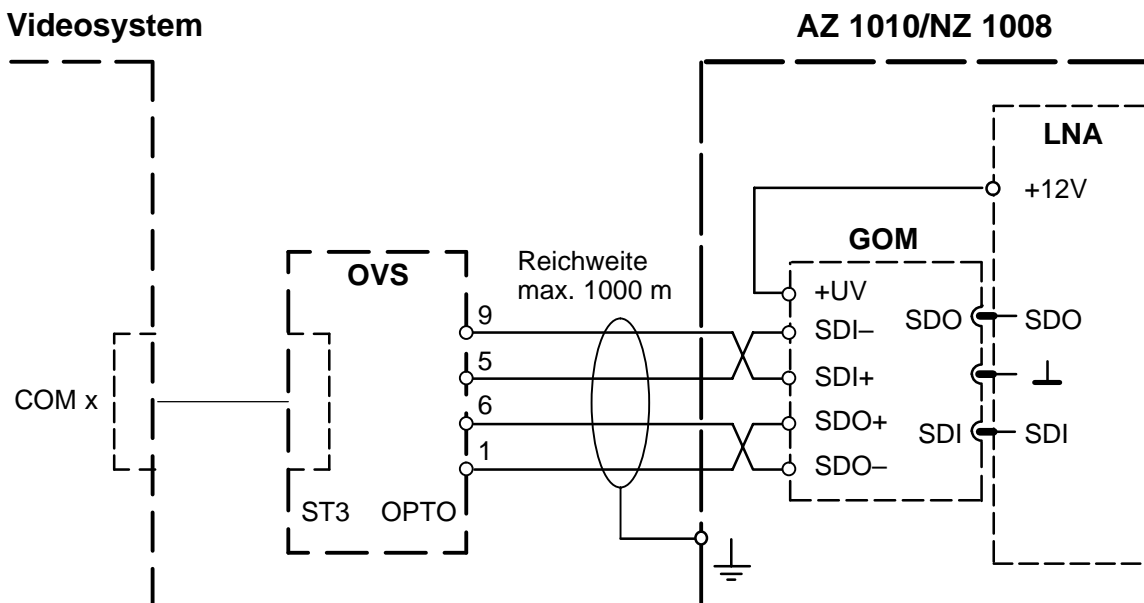 Videosystem
AZ 1010/NZ 1008
LNA
+12V
GOM
OVS
Reichweite
max. 1000 m
+UV
9
SDI–
SDO
SDO
5
SDI+
COM x
6
SDO+
SDI
SDI
1
SDO–
ST3
OPTO